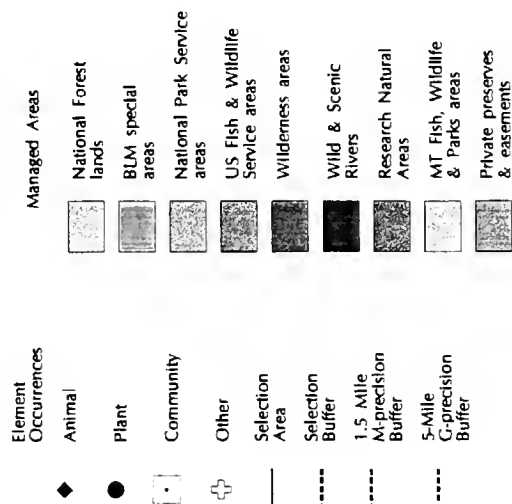 Managed Areas
National Forest
lands
BLM special
areas
National Park Service
areas
US Fish & Wildlife
Service areas
Wilderness areas
Wild & Scenic
Rivers
Research Natural
Areas
MT Fish, Wildlife
& Parks areas
Private preserves
& easements
Element
Occurrences
Animal
Plant
Community
Other
Selection
Area
Selection
Buffer
1.5 Mile
M-precision
Buffer
5-Mile
G-precision
Buffer